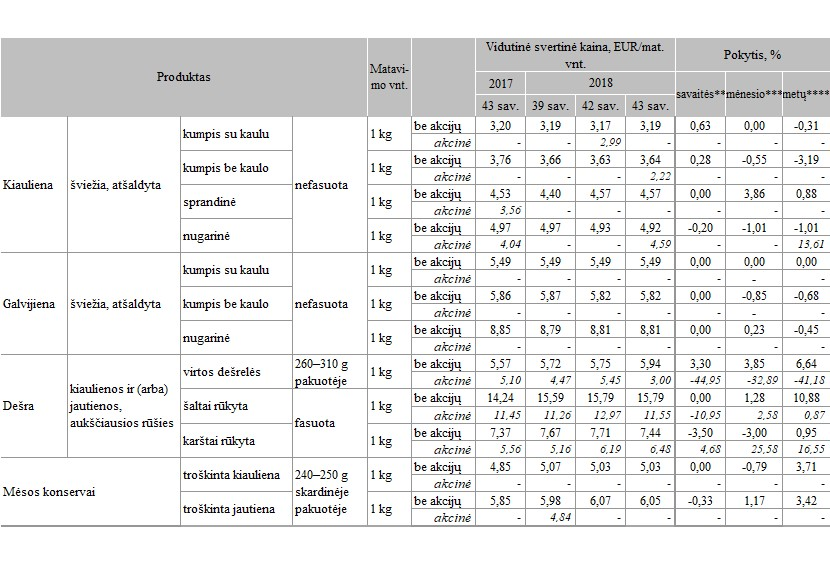 Produktas Matavi-mo vnt. Vidutinė svertinė kaina, EUR/mat. vnt. Pokytis, %
2017 2018
43 sav. 39 sav. 42 sav. 43 sav. savaitės** mėnesio*** metų****
Kiauliena šviežia, atšaldyta kumpis su kaulu nefasuota 1 kg be akcijų 3,20 3,19 3,17 3,19 0,63 0,00 -0,31
akcinė - - 2,99 - - - -
kumpis be kaulo 1 kg be akcijų 3,76 3,66 3,63 3,64 0,28 -0,55 -3,19
akcinė - - - 2,22 - - -
sprandinė 1 kg be akcijų 4,53 4,40 4,57 4,57 0,00 3,86 0,88
akcinė 3,56 - - - - - -
nugarinė 1 kg be akcijų 4,97 4,97 4,93 4,92 -0,20 -1,01 -1,01
akcinė 4,04 - - 4,59 - - 13,61
Galvijiena šviežia, atšaldyta kumpis su kaulu nefasuota 1 kg be akcijų 5,49 5,49 5,49 5,49 0,00 0,00 0,00
akcinė - - - - - - -
kumpis be kaulo 1 kg be akcijų 5,86 5,87 5,82 5,82 0,00 -0,85 -0,68
akcinė - - - - - - -
nugarinė 1 kg be akcijų 8,85 8,79 8,81 8,81 0,00 0,23 -0,45
akcinė - - - - - - -
Dešra kiaulienos ir (arba) jautienos, aukščiausios rūšies virtos dešrelės 260–310 g pakuotėje 1 kg be akcijų 5,57 5,72 5,75 5,94 3,30 3,85 6,64
akcinė 5,10 4,47 5,45 3,00 -44,95 -32,89 -41,18
šaltai rūkyta fasuota 1 kg be akcijų 14,24 15,59 15,79 15,79 0,00 1,28 10,88
akcinė 11,45 11,26 12,97 11,55 -10,95 2,58 0,87
karštai rūkyta 1 kg be akcijų 7,37 7,67 7,71 7,44 -3,50 -3,00 0,95
akcinė 5,56 5,16 6,19 6,48 4,68 25,58 16,55
Mėsos konservai troškinta kiauliena 240–250 g skardinėje pakuotėje 1 kg be akcijų 4,85 5,07 5,03 5,03 0,00 -0,79 3,71
akcinė - - - - - - -
troškinta jautiena 1 kg be akcijų 5,85 5,98 6,07 6,05 -0,33 1,17 3,42
akcinė - 4,84 - - - - -